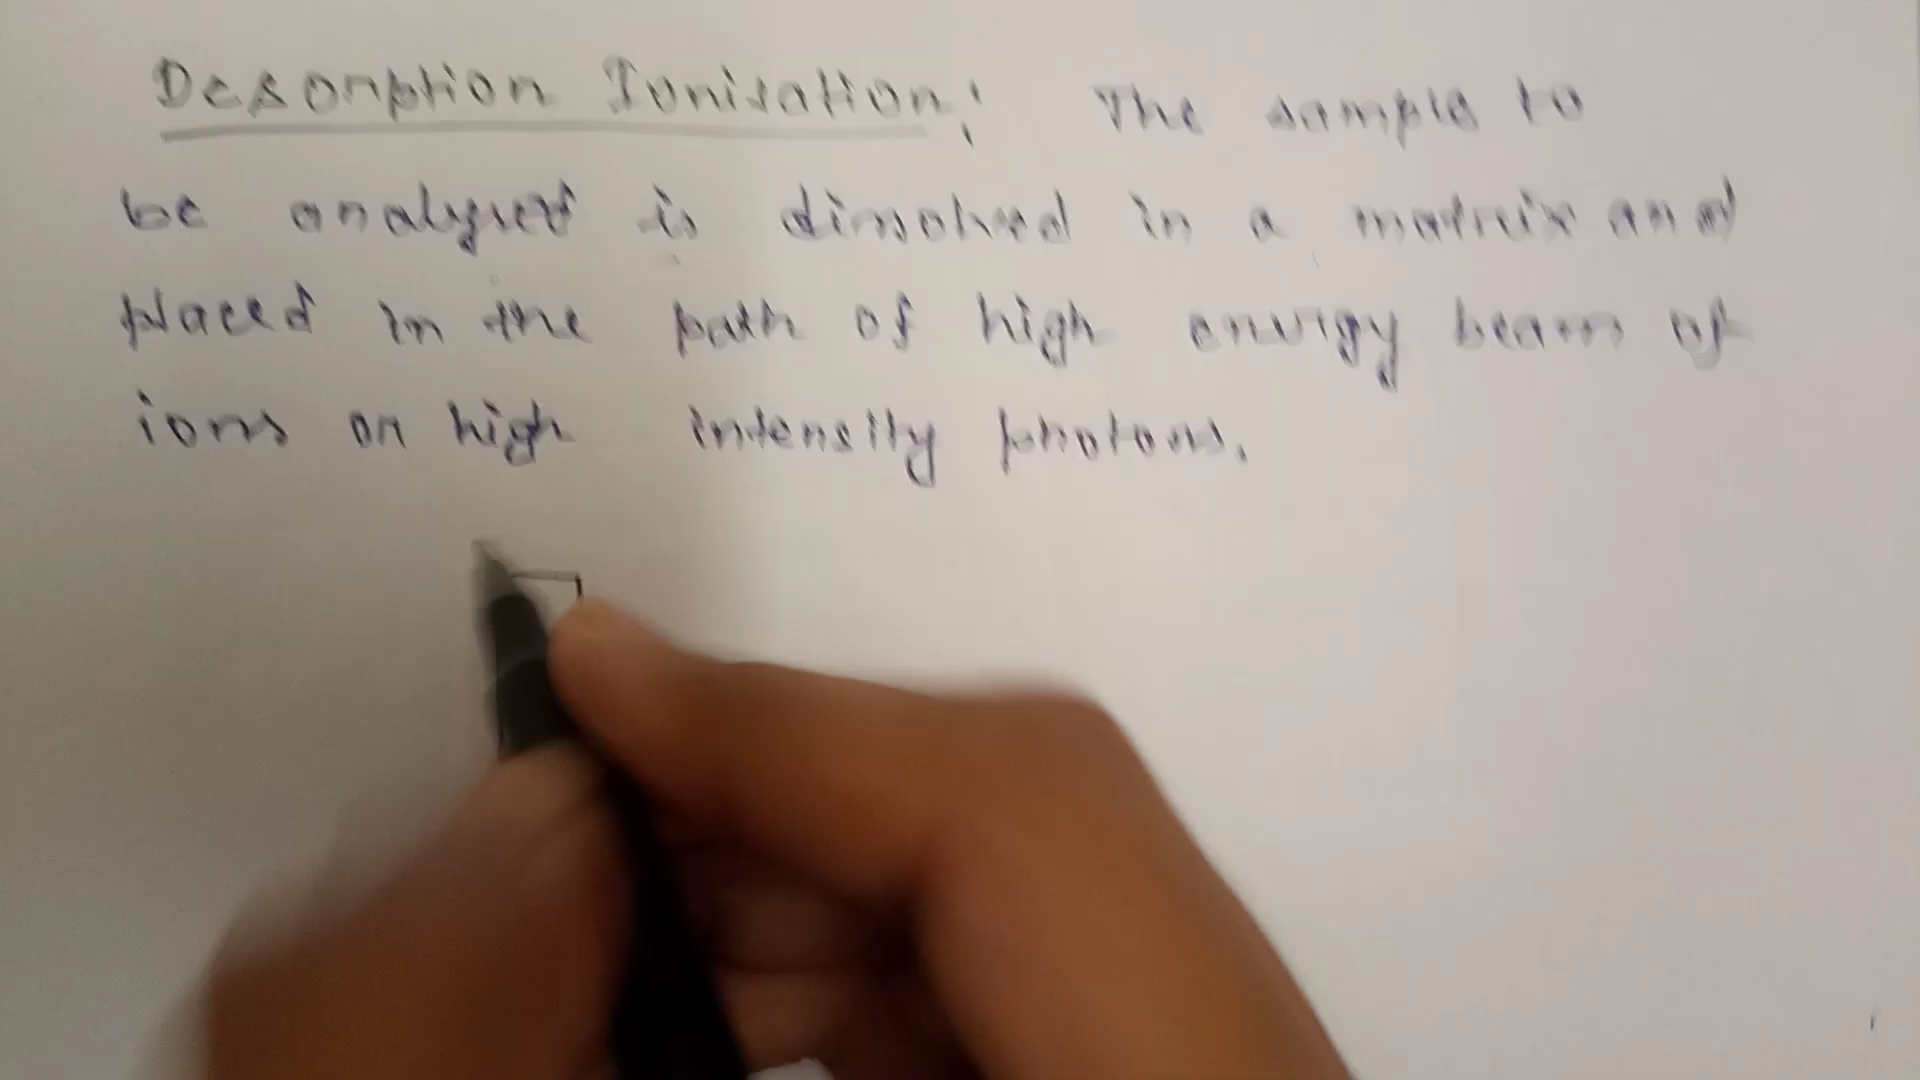 Desorption Ionisation: The sample to
be analysed is dissolved in a matrix and
placed in the path of high energy beam of
ions or high intensity photons.